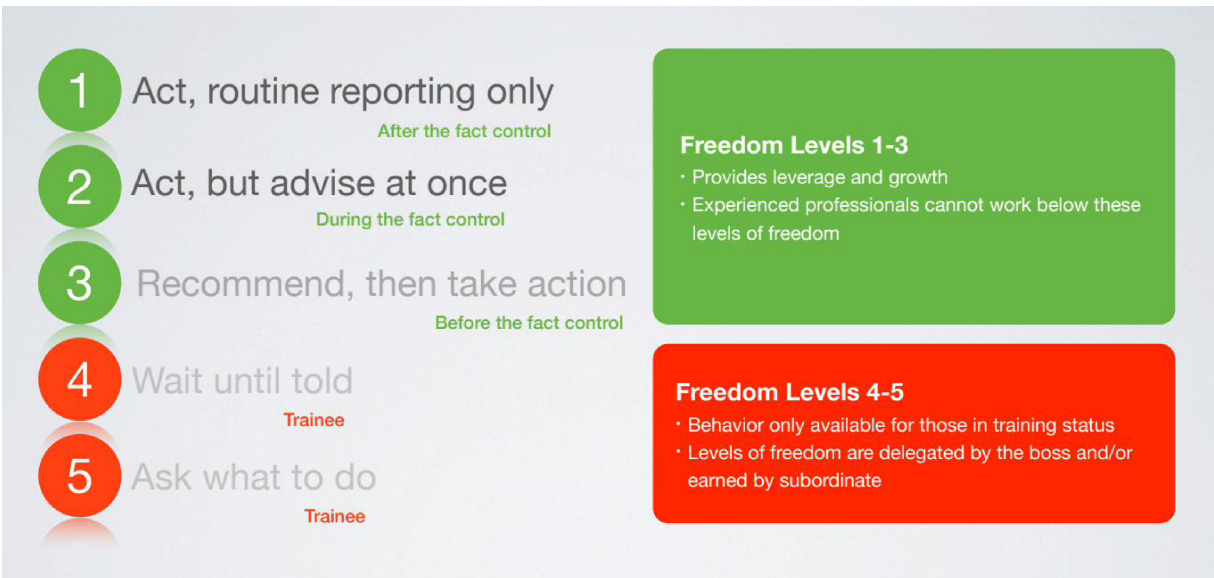 1 Act, routine reporting only
After the fact control
2 Act, but advise at once
During the fact control
3 Recommend, then take action
Before the fact control
4 Wait until told
Trainee
5 Ask what to do
Trainee
Freedom Levels 1-3
· Provides leverage and growth
· Experienced professionals cannot work below these
levels of freedom
Freedom Levels 4-5
· Behavior only available for those in training status
· Levels of freedom are delegated by the boss and/or
earned by subordinate